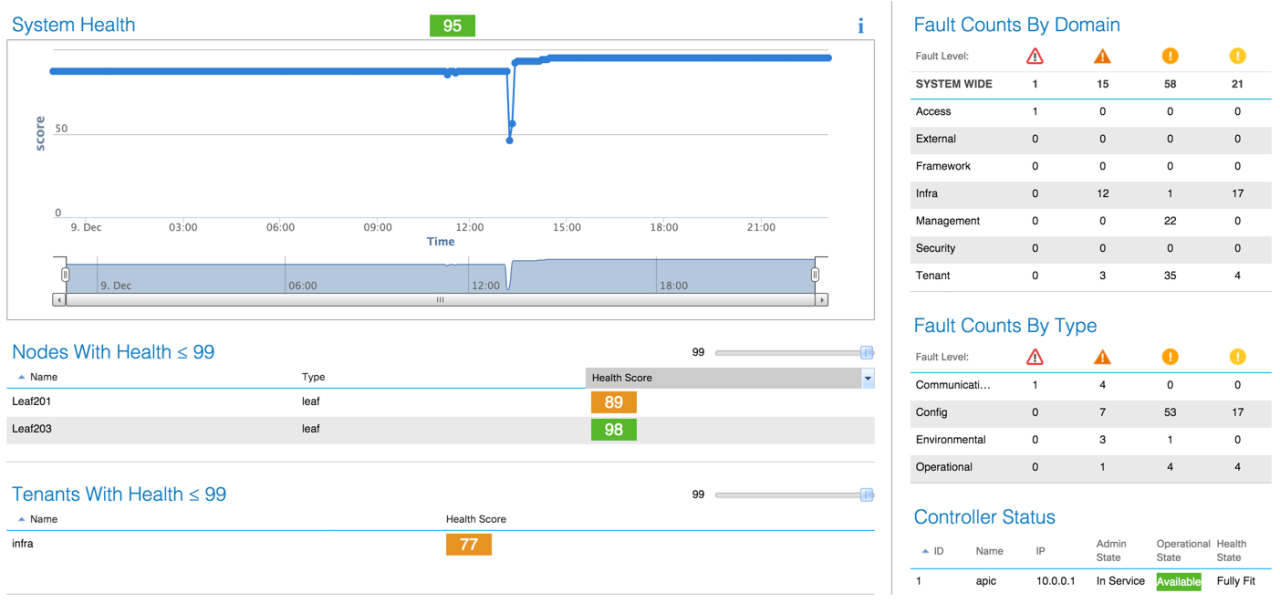 System Health 95 i
score
50
0
9. Dec 03:00 06:00 09:00 12:00 15:00 18:00 21:00
Time
9. Dec 06:00 12:00 18:00
Nodes With Health ≤ 99 99
Name Type Health Score
Leaf201 leaf 89
Leaf203 leaf 98
Tenants With Health ≤ 99 99
Name Health Score
infra 77
Fault Counts By Domain
Fault Level: ! ! ! !
SYSTEM WIDE 1 15 58 21
Access 1 0 0 0
External 0 0 0 0
Framework 0 0 0 0
Infra 0 12 1 17
Management 0 0 22 0
Security 0 0 0 0
Tenant 0 3 35 4
Fault Counts By Type
Fault Level: ! ! ! !
Communicati... 1 4 0 0
Config 0 7 53 17
Environmental 0 3 1 0
Operational 0 1 4 4
Controller Status
ID Name IP Admin State Operational State Health State
1 apic 10.0.0.1 In Service Available Fully Fit